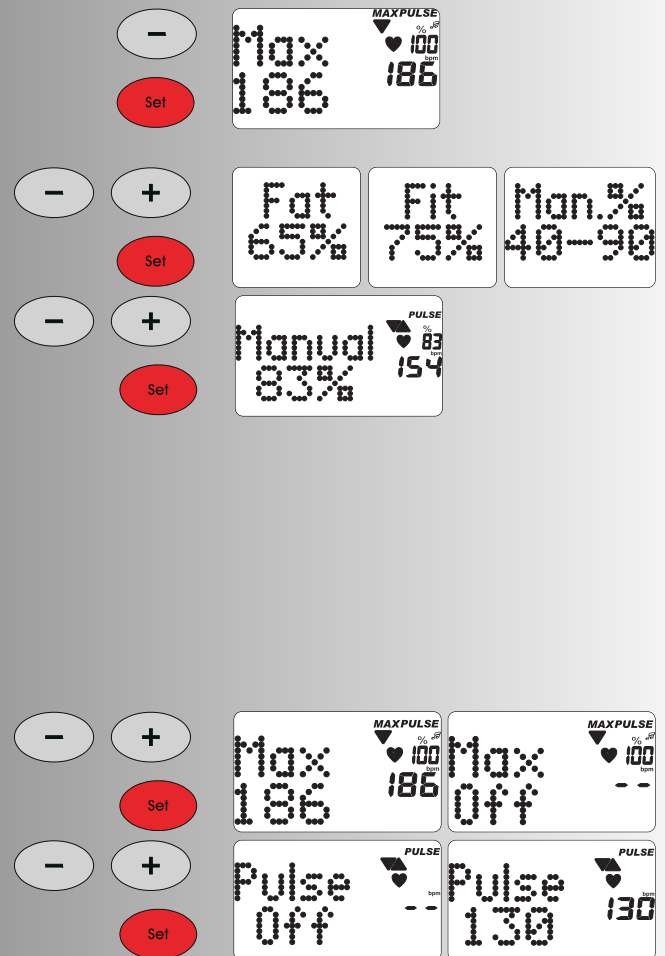 −
MAXPULSE
Max
% 100
bpm
186
186
Set
− +
Fat
65%
Fit
75%
Man.%
40-90
Set
− +
PULSE
Manual
% 83
bpm
83%
154
Set
− +
MAXPULSE
Max
% 100
bpm
186
186
MAXPULSE
Max
% 100
bpm
Off
--
Set
− +
PULSE
Pulse
bpm
Off
--
PULSE
Pulse
bpm
130
130
Set